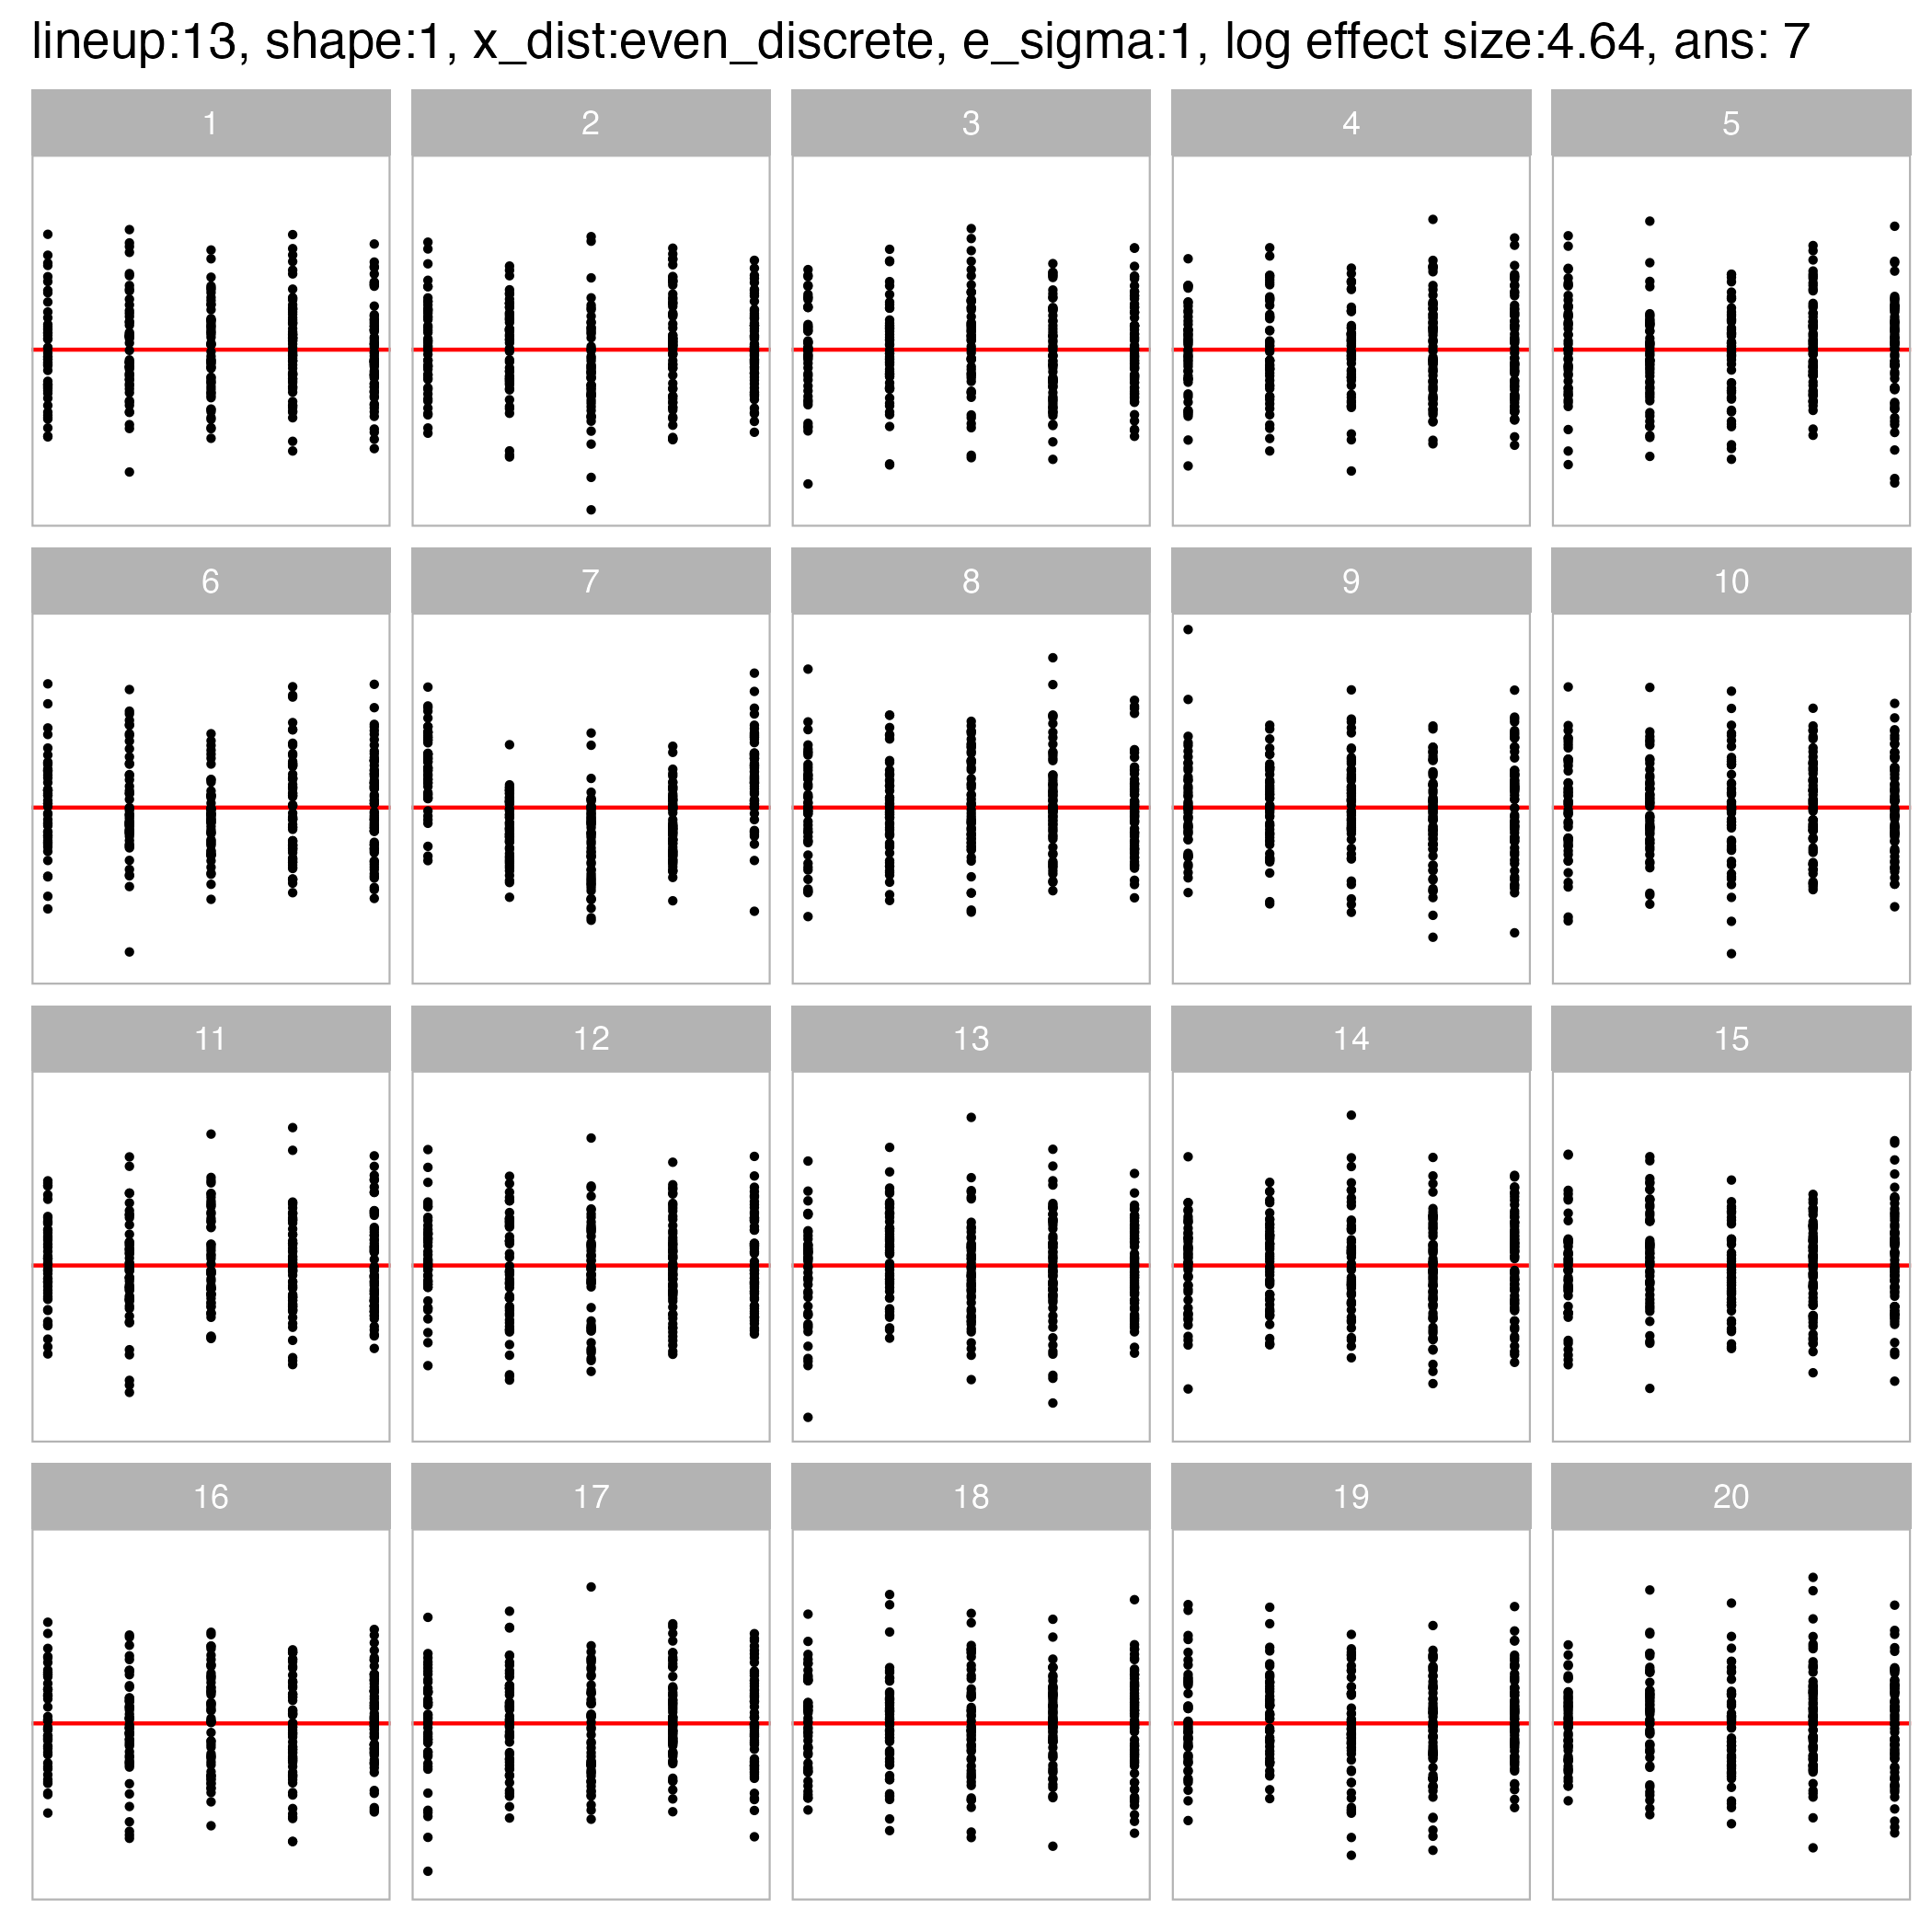 lineup:13, shape:1, x_dist:even_discrete, e_sigma:1, log effect size:4.64, ans: 7
1 2 3 4 5
6 7 8 9 10
11 12 13 14 15
16 17 18 19 20